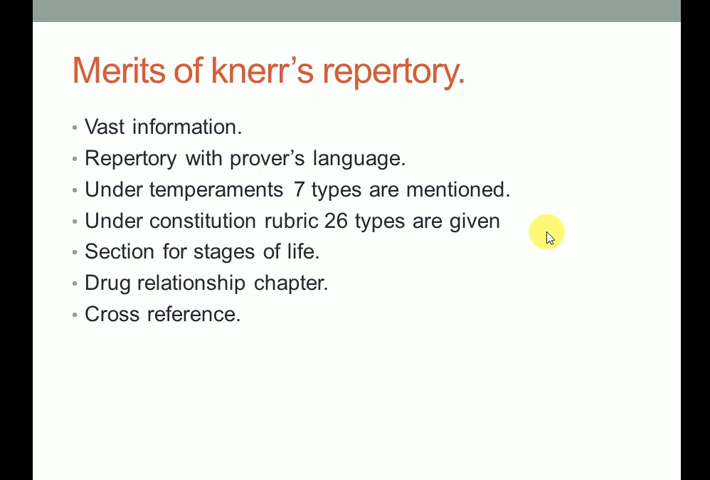 Merits of knerr's repertory.
• Vast information.
• Repertory with prover's language.
• Under temperaments 7 types are mentioned.
• Under constitution rubric 26 types are given
• Section for stages of life.
• Drug relationship chapter.
• Cross reference.